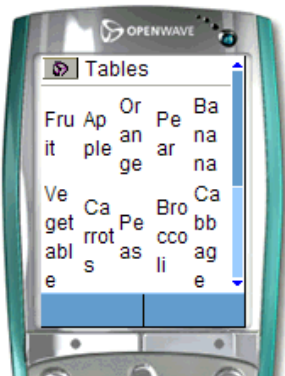 OPENWAVE
Tables
Fru
it
Ap
ple
Or
an
ge
Pe
ar
Ba
na
na
Ve
get
abl
e
Ca
rrot
s
Pe
as
Bro
cco
li
Ca
bb
ag
e